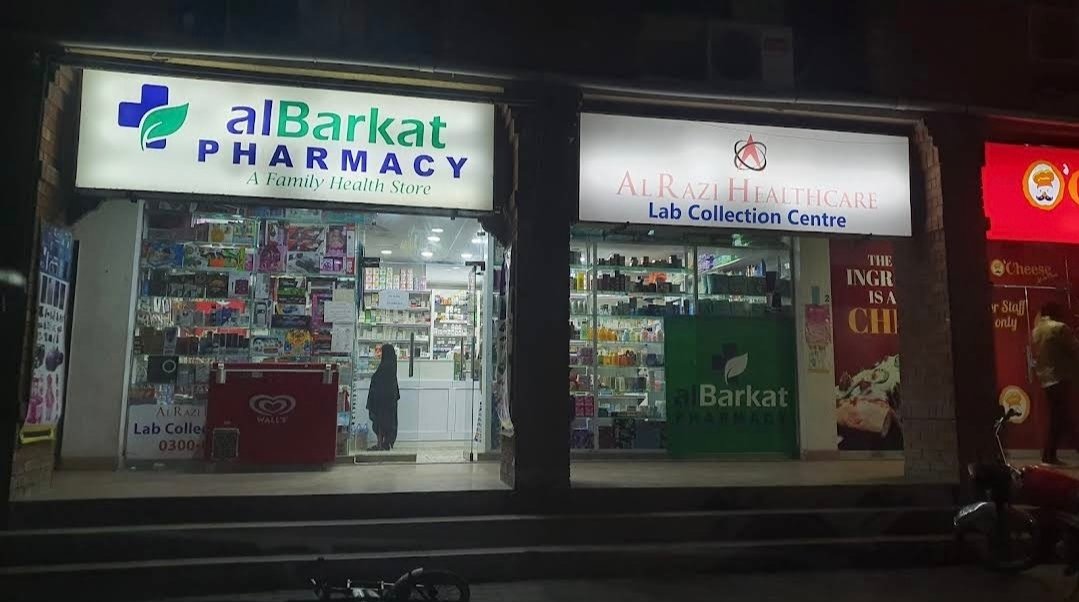 alBarkat
PHARMACY
A Family Health Store
AL RAZI HEALTHCARE
Lab Collection Centre
AL RAZI
Lab Collec
0300-
WALL'S
alBarkat
PHARMACY
THE
INGR
IS A
CH
O'Cheese
or Staff
only